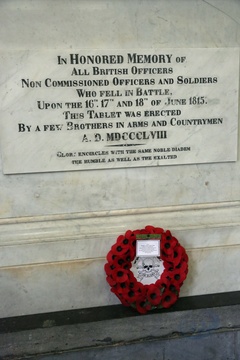 In Honored Memory of
All British Officers
Non Commissioned Officers and Soldiers
Who fell in Battle,
Upon the 16th 17th and 18th of June 1815.
This Tablet was erected
By a few Brothers in arms and Countrymen
A. D. MDCCCLVIII
Glory encircles with the same noble diadem
the humble as well as the exalted